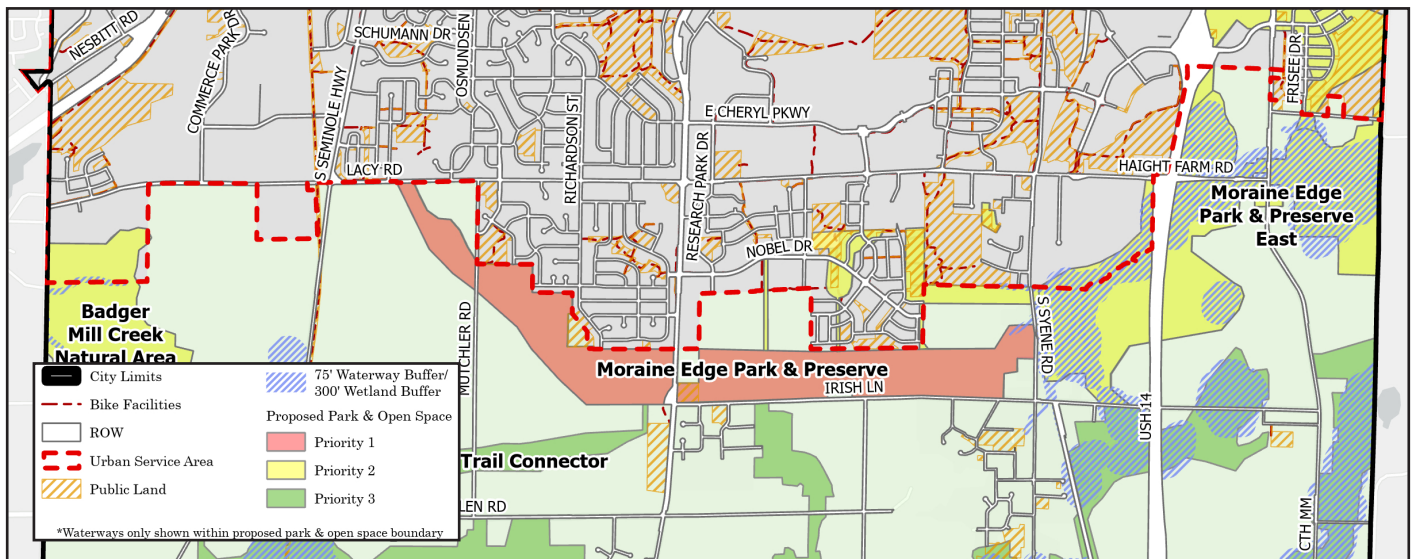 NESBITT RD
COMMERCE PARK DR
S SEMINOLE HWY
SCHUMANN DR
OSMUNDSEN
RICHARDSON ST
LACY RD
E CHERYL PKWY
RESEARCH PARK DR
NOBEL DR
FRISEE DR
HAIGHT FARM RD
Moraine Edge
Park & Preserve
East
Badger
Mill Creek
Natural Area
MUTCHLER RD
Moraine Edge Park & Preserve
IRISH LN
S SYENE RD
USH 14
CTH MM
Trail Connector
LEN RD
City Limits
Bike Facilities
ROW
Urban Service Area
Public Land
75' Waterway Buffer/
300' Wetland Buffer
Proposed Park & Open Space
Priority 1
Priority 2
Priority 3
*Waterways only shown within proposed park & open space boundary